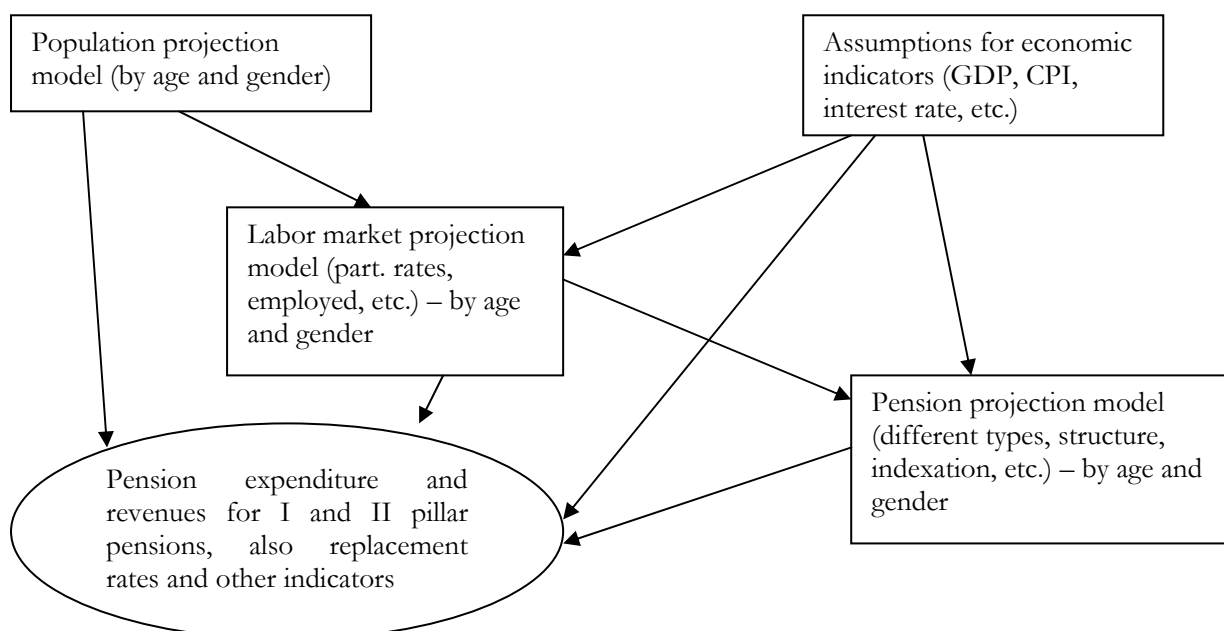 Population projection
model (by age and gender)
Assumptions for economic
indicators (GDP, CPI,
interest rate, etc.)
Labor market projection
model (part. rates,
employed, etc.) – by age
and gender
Pension projection model
(different types, structure,
indexation, etc.) – by age and
gender
Pension expenditure and
revenues for I and II pillar
pensions, also replacement
rates and other indicators